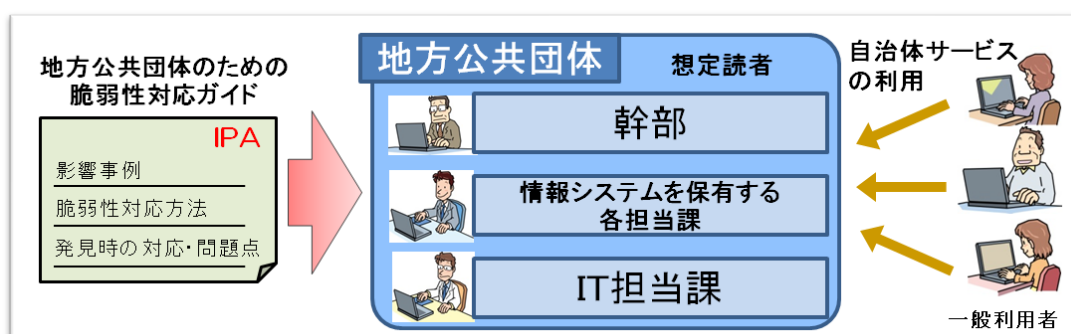 地方公共団体のための
脆弱性対応ガイド
IPA
影響事例
脆弱性対応方法
発見時の対応・問題点
地方公共団体
想定読者
幹部
情報システムを保有する
各担当課
IT担当課
自治体サービス
の利用
一般利用者